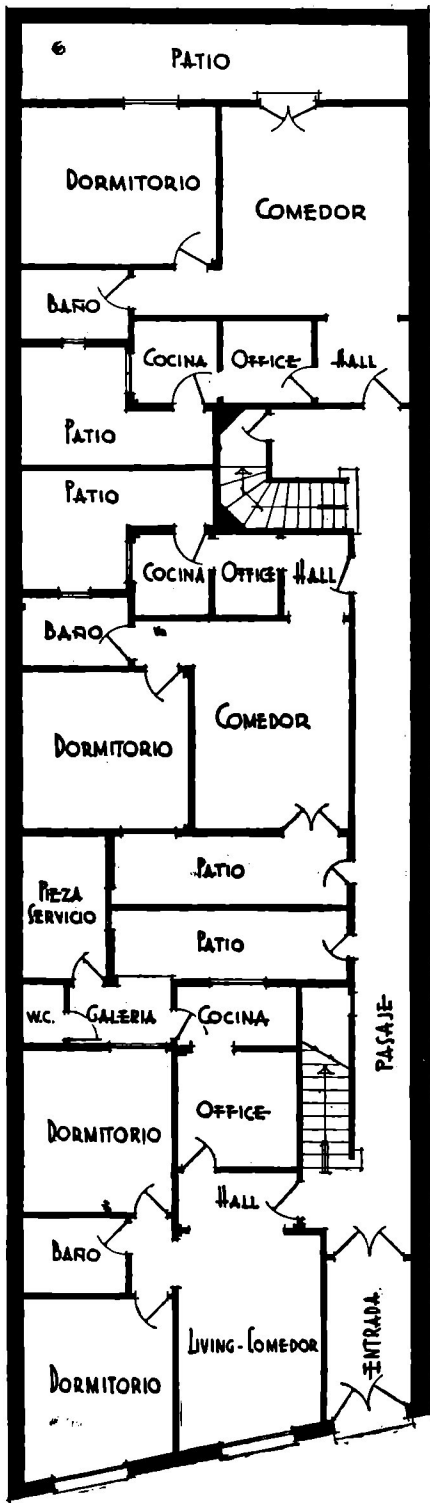 6
PATIO
DORMITORIO
COMEDOR
BAÑO
COCINA OFFICE HALL
PATIO
PATIO
COCINA OFFICE HALL
BAÑO
COMEDOR
DORMITORIO
PATIO
PIEZA
SERVICIO
PATIO
W.C. GALERIA COCINA
PASAJE
OFFICE
DORMITORIO
HALL
BAÑO
LIVING-COMEDOR
ENTRADA
DORMITORIO